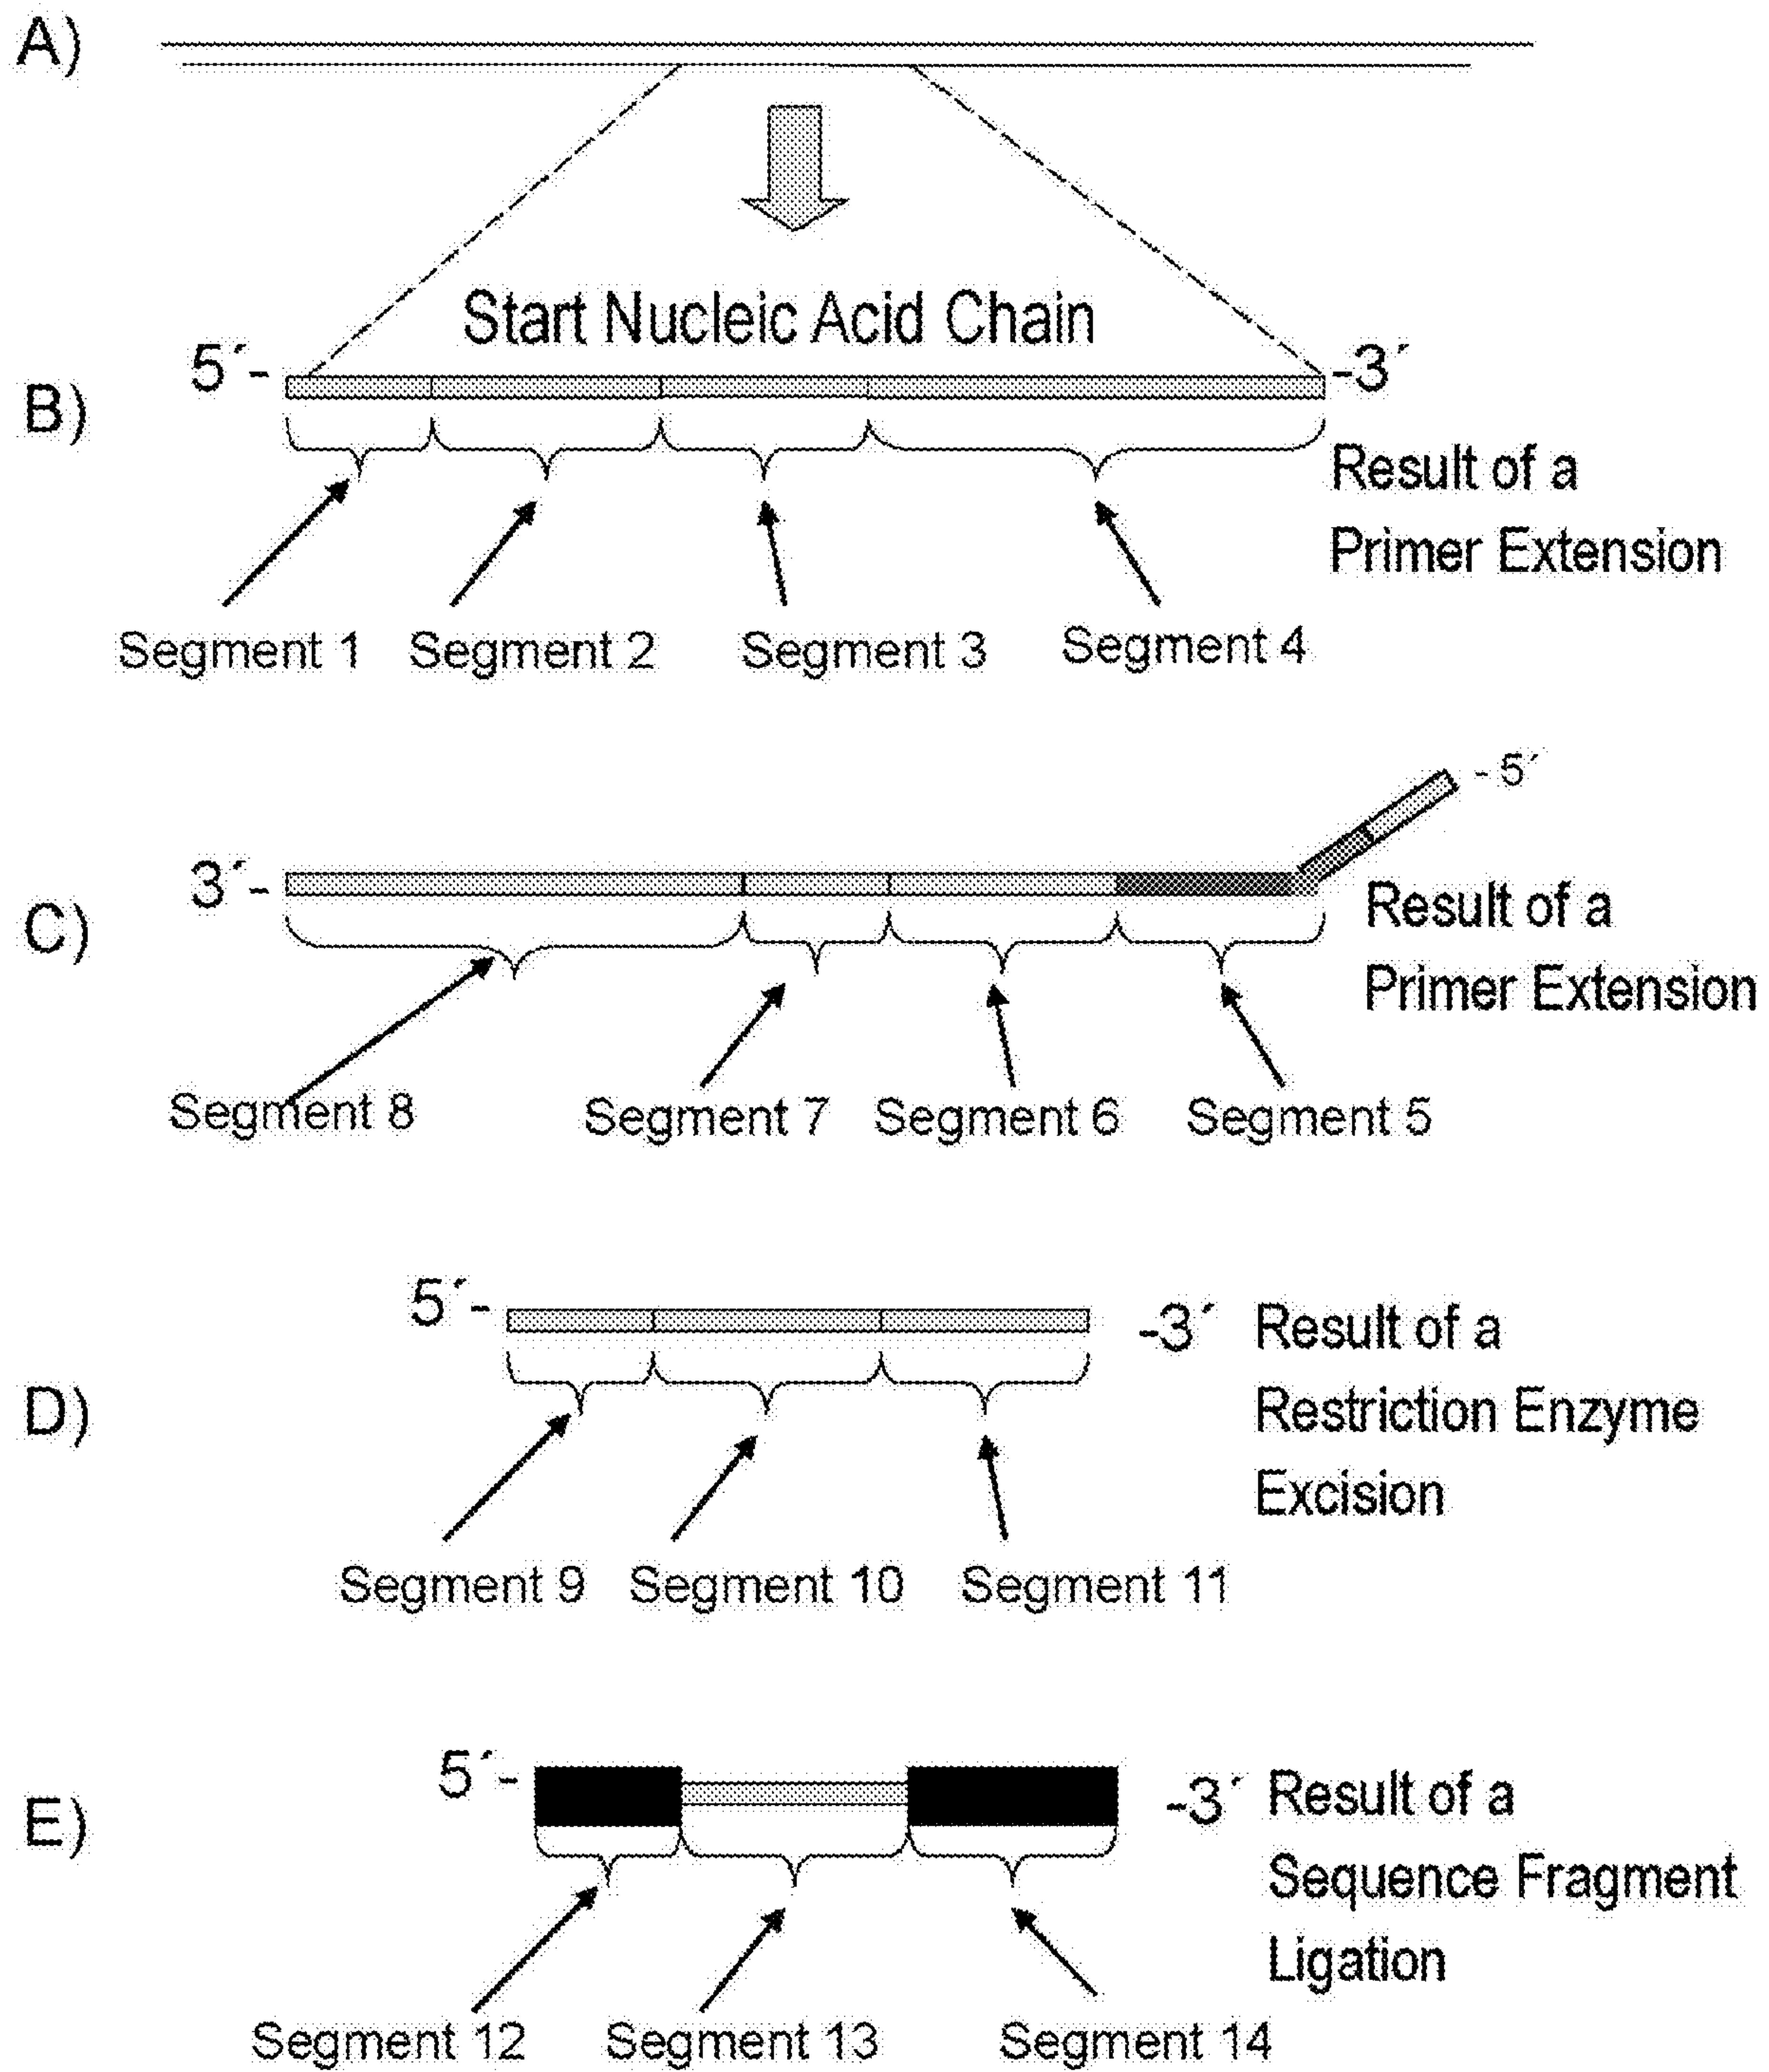 A)
Start Nucleic Acid Chain
5´-
-3´
B)
Result of a
Primer Extension
Segment 1
Segment 2
Segment 3
Segment 4
- 5´
3´-
C)
Result of a
Primer Extension
Segment 8
Segment 7
Segment 6
Segment 5
5´-
-3´
D)
Result of a
Restriction Enzyme
Excision
Segment 9
Segment 10
Segment 11
5´-
-3´
E)
Result of a
Sequence Fragment
Ligation
Segment 12
Segment 13
Segment 14